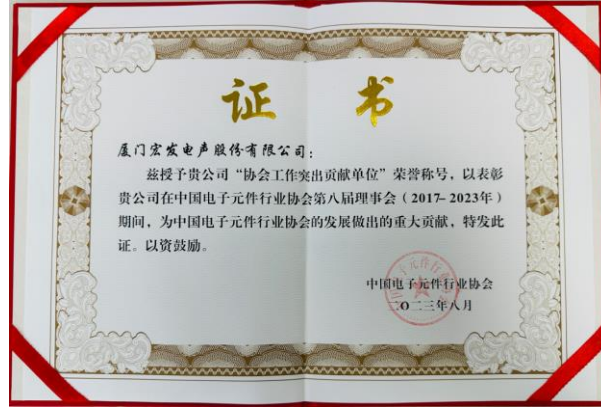 证 书
厦门宏发电声股份有限公司：
兹授予贵公司“协会工作突出贡献单位”荣誉称号，以表彰
贵公司在中国电子元件行业协会第八届理事会（2017-2023年）
期间，为中国电子元件行业协会的发展做出的重大贡献，特发此
证。以资鼓励。
中国电子元件行业协会
二〇二三年八月